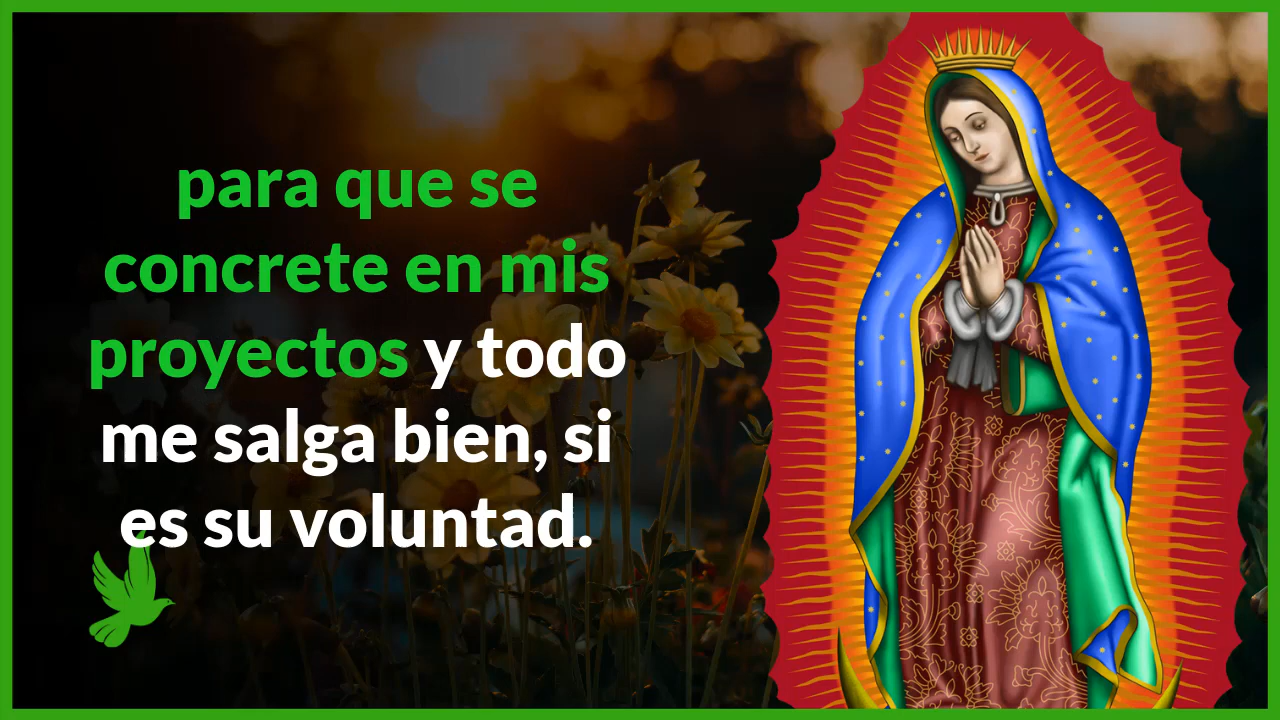 para que se
concrete en mis
proyectos y todo
me salga bien, si
es su voluntad.